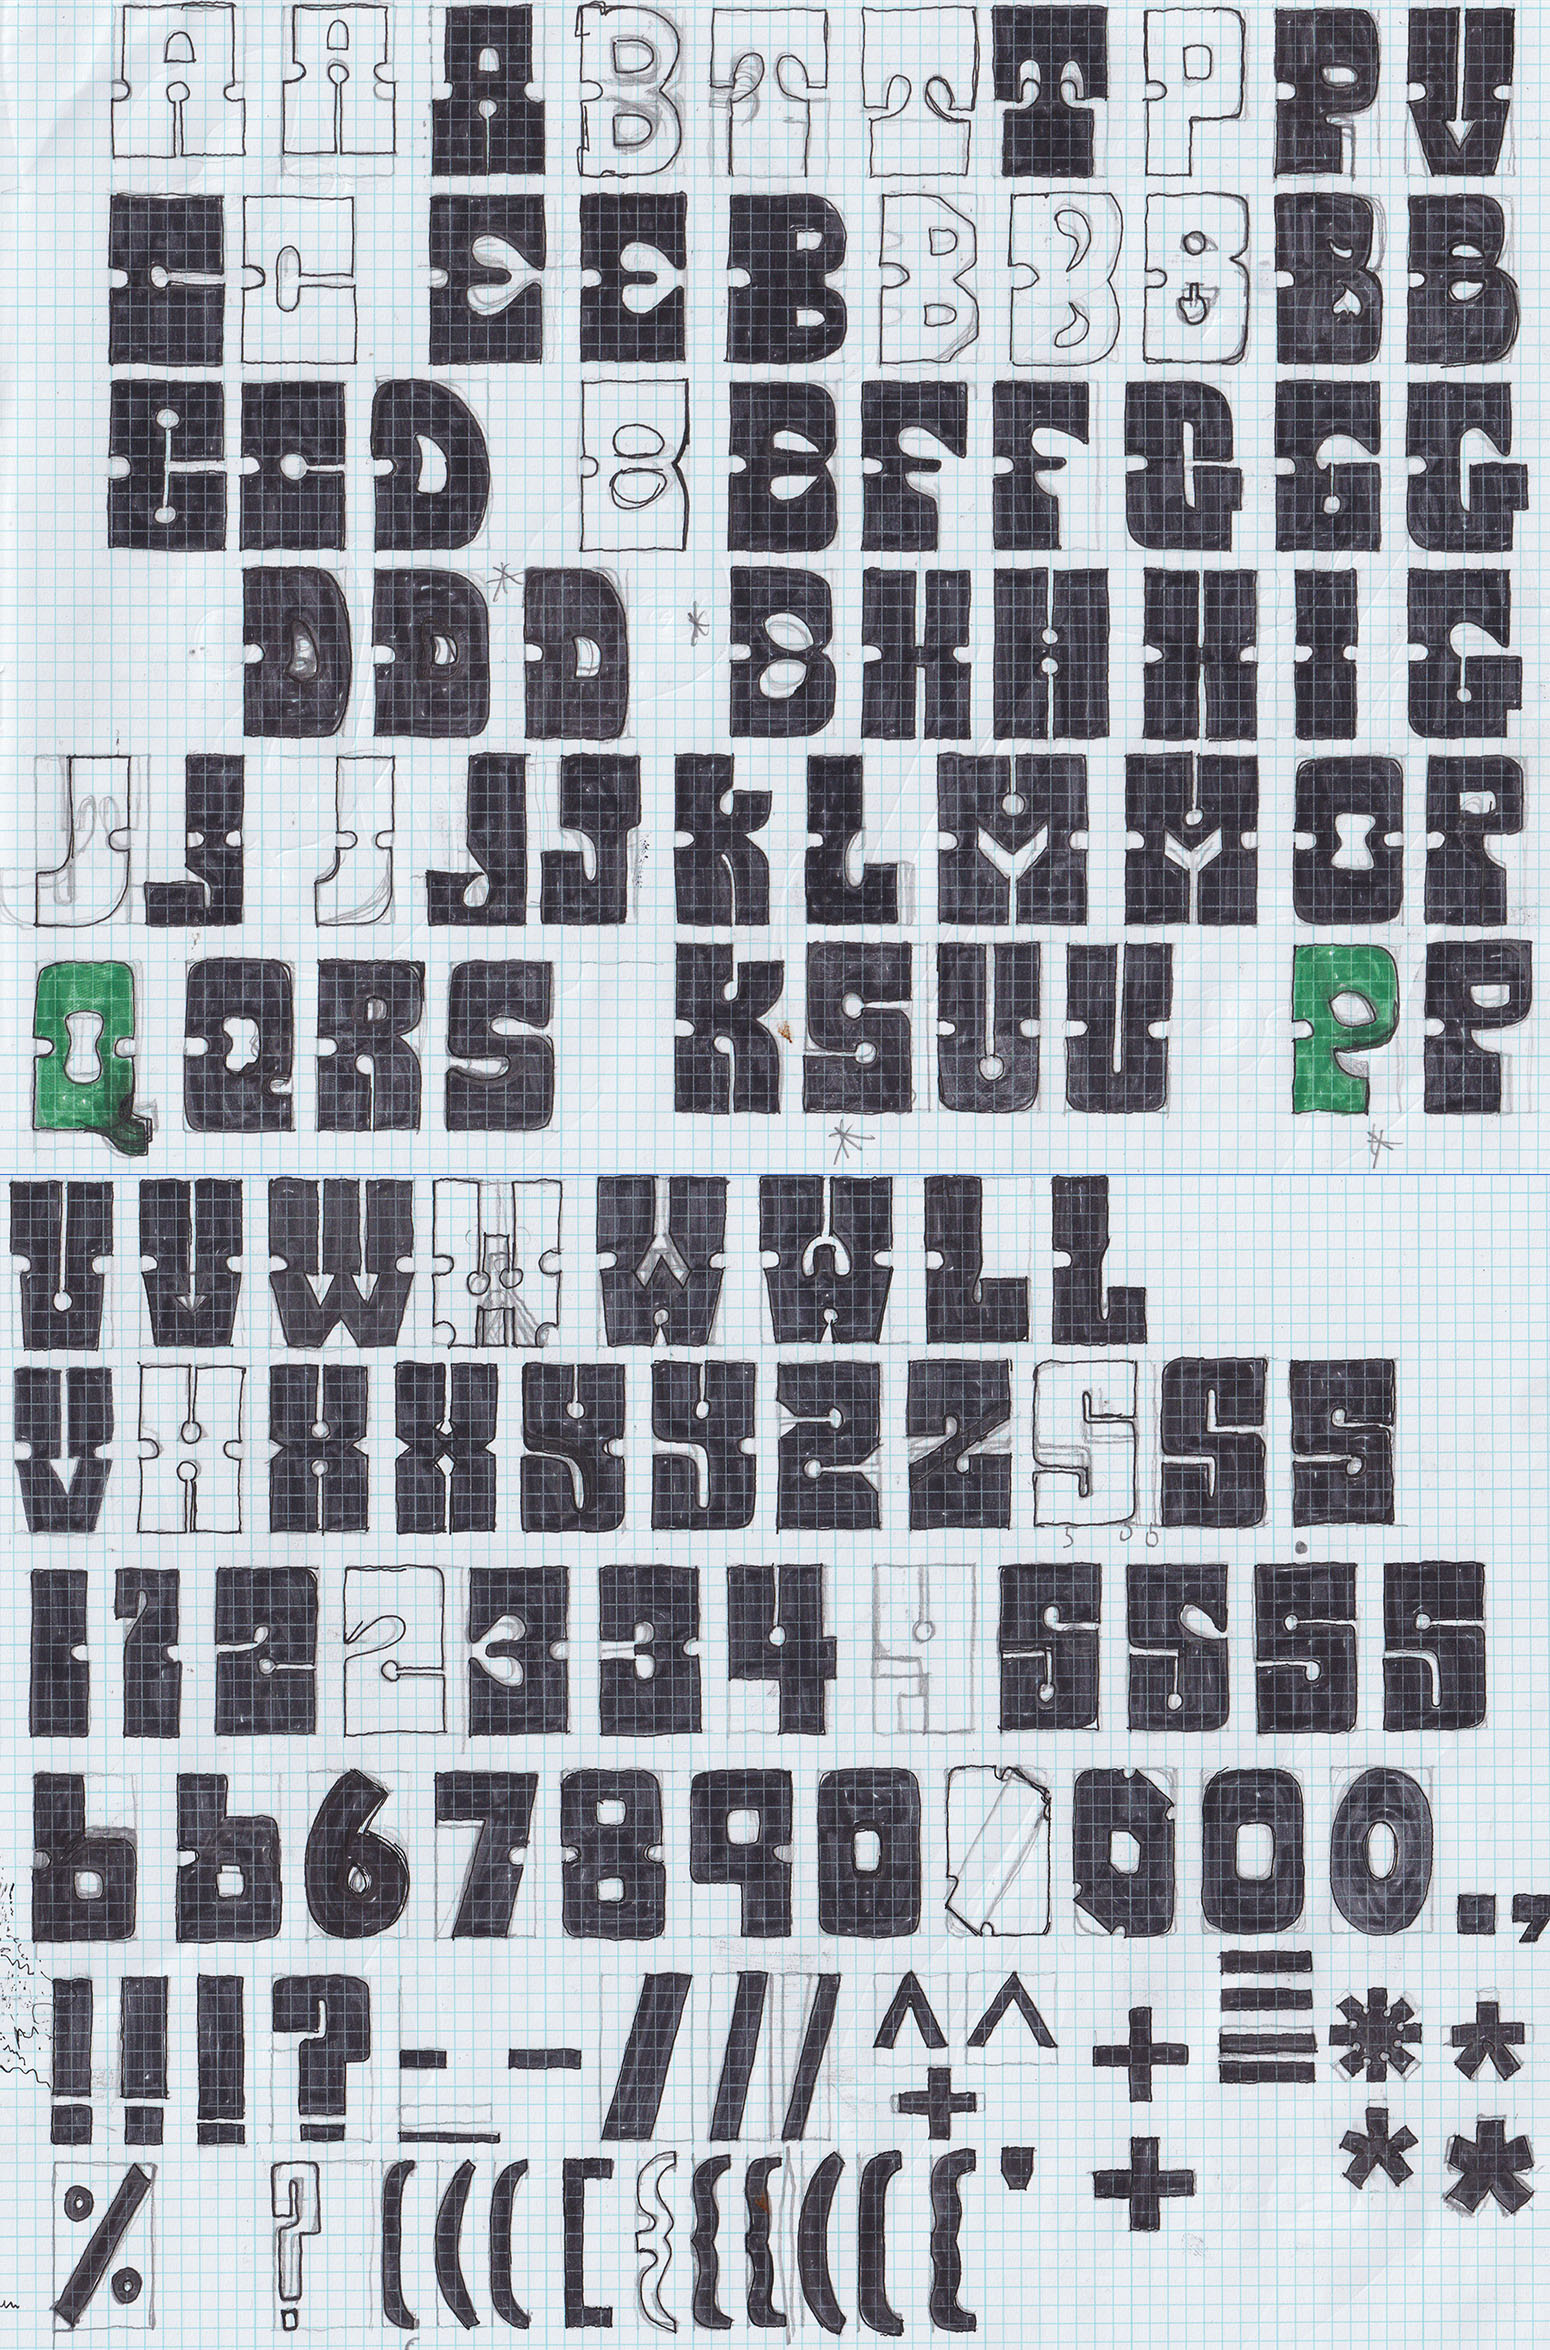 A A A B T T T P P V
C C E E B B B B B B
C C D B B F F G G G
D D D * * B H H H I G
J J J J J K L M M O P
Q Q R S K S U U P P
* *
U V W W W W L L
V X X X Y Y Z Z S S S
1 1 2 2 3 3 4 4 5 5 5 5
6 6 6 7 8 9 0 0 0 0 0 . ,
! ! ! ? - _ - / / / ^ ^ + + = = * *
% ? ( ( ( [ { { { ( ( { ' + * *